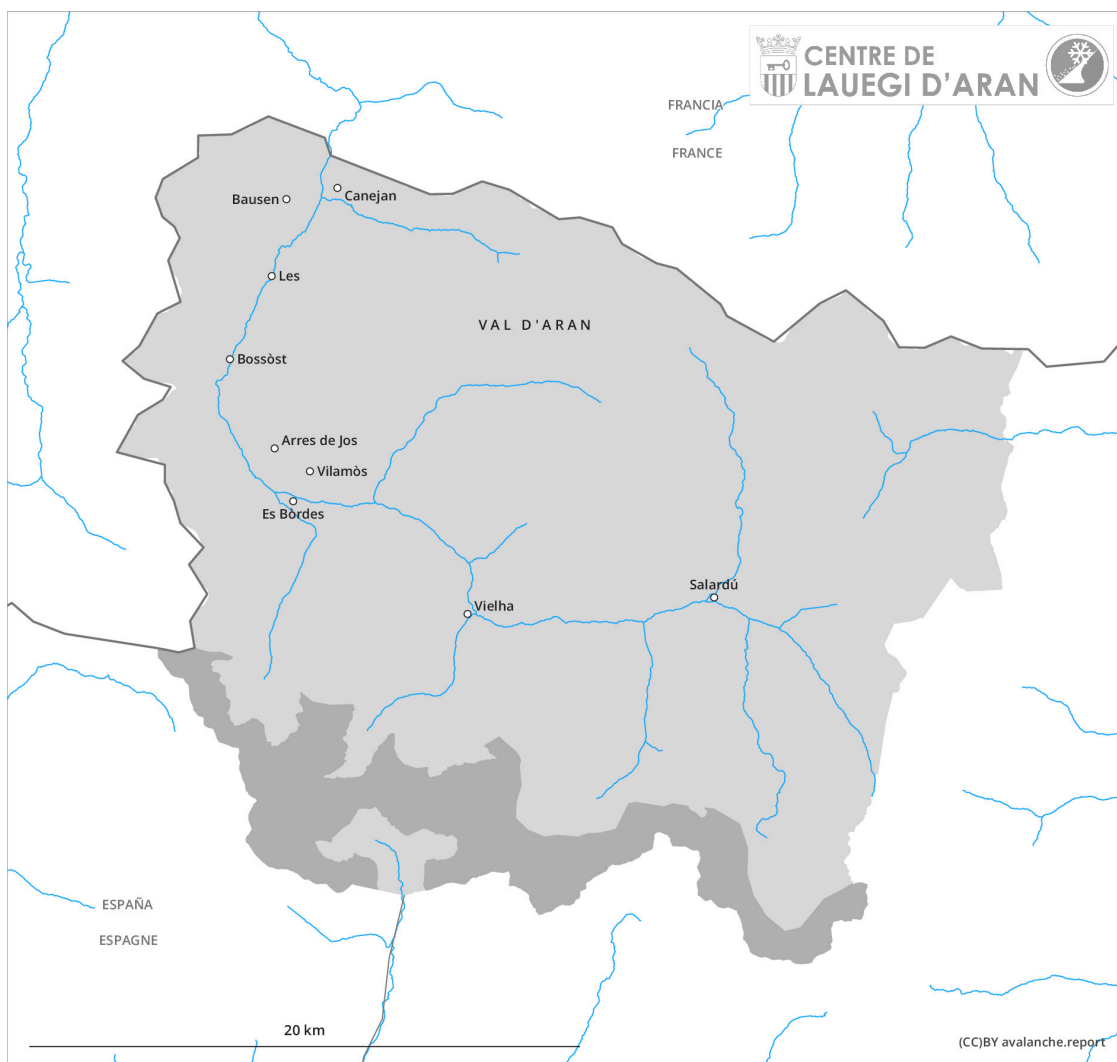 CENTRE DE
LAUEGI D'ARAN
FRANCIA
FRANCE
Canejan
Bausen
Les
VAL D'ARAN
Bossòst
Arres de Jos
Vilamòs
Es Bòrdes
Salardú
Vielha
ESPAÑA
ESPAGNE
20 km
(CC)BY avalanche.report